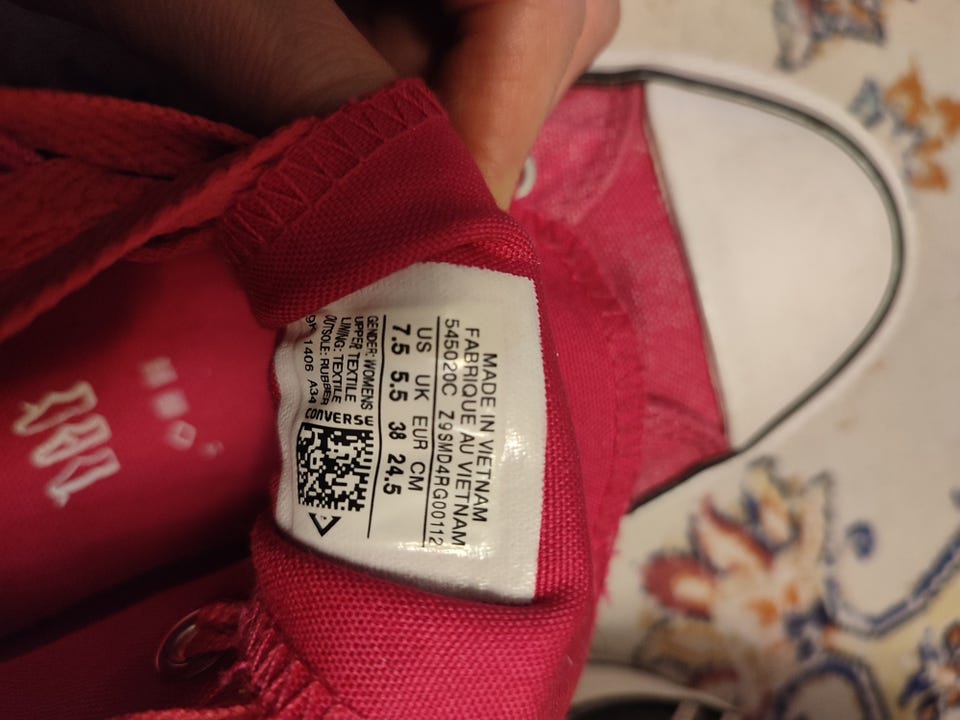 MADE IN VIETNAM
FABRIQUE AU VIETNAM
545020C Z9SMD4RG00112
US UK EUR CM
7.5 5.5 38 24.5
GENDER: WOMENS
UPPER: TEXTILE
LINING: TEXTILE
OUTSOLE: RUBBER
1406 A34
CONVERSE